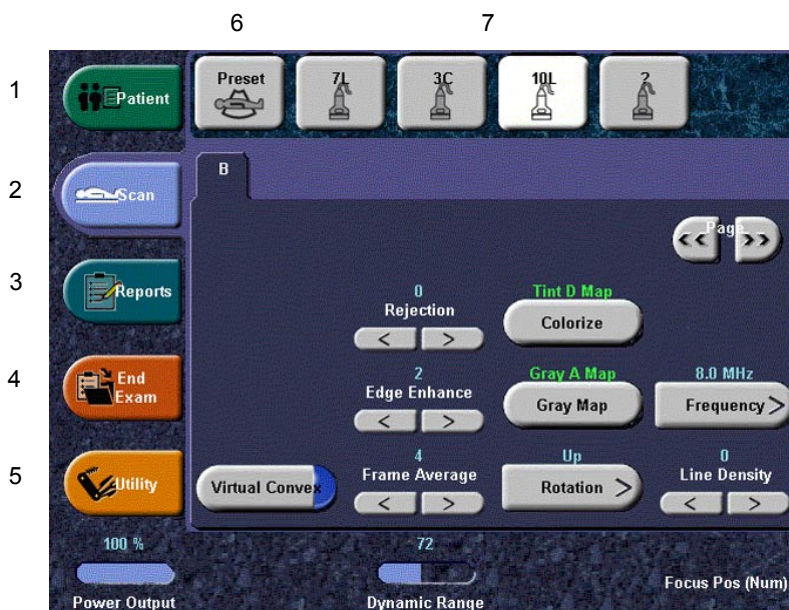 6 7
1 Patient
Preset 7L 3C 10L ?
2 Scan
B
<< Page >>
3 Reports
0 Tint D Map
Rejection Colorize
< >
2 Gray A Map 8.0 MHz
4 End Exam
Edge Enhance Gray Map Frequency >
< >
4 Up 0
5 Utility
Virtual Convex Frame Average Rotation > Line Density
< > < >
100 % 72
Power Output Dynamic Range Focus Pos (Num)